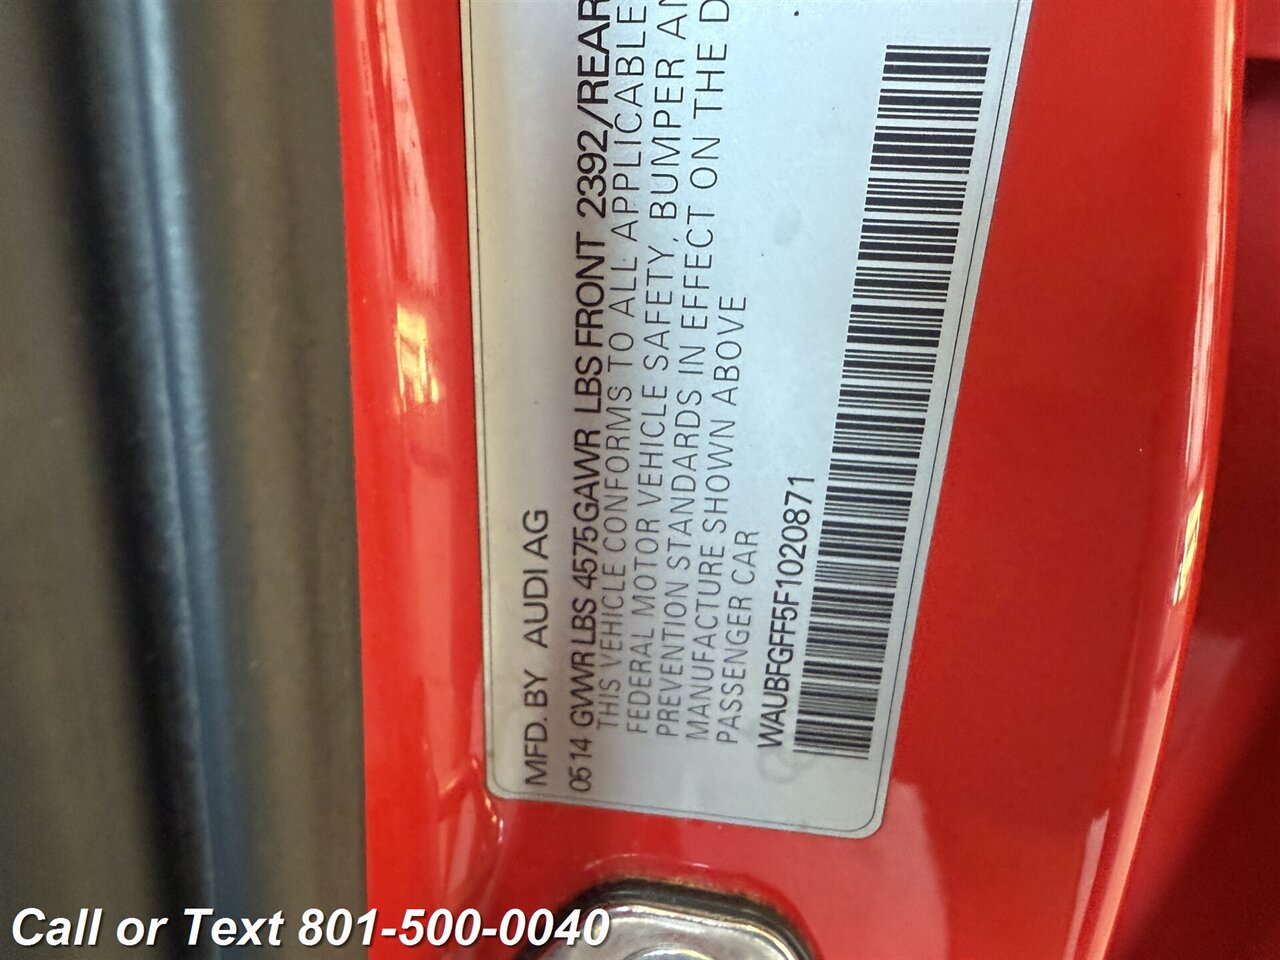 MFD. BY AUDI AG
0514 GVWR LBS 4575 GAWR LBS FRONT 2392/REAR
THIS VEHICLE CONFORMS TO ALL APPLICABLE
FEDERAL MOTOR VEHICLE SAFETY, BUMPER
PREVENTION STANDARDS IN EFFECT ON THE
MANUFACTURE SHOWN ABOVE
PASSENGER CAR
WAUBFGFF5F1020871
Call or Text 801-500-0040